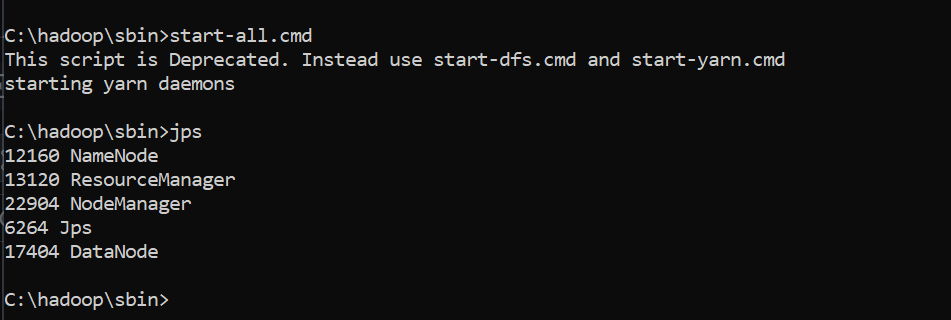 C:\hadoop\sbin>start-all.cmd
This script is Deprecated. Instead use start-dfs.cmd and start-yarn.cmd
starting yarn daemons
C:\hadoop\sbin>jps
12160 NameNode
13120 ResourceManager
22904 NodeManager
6264 Jps
17404 DataNode
C:\hadoop\sbin>